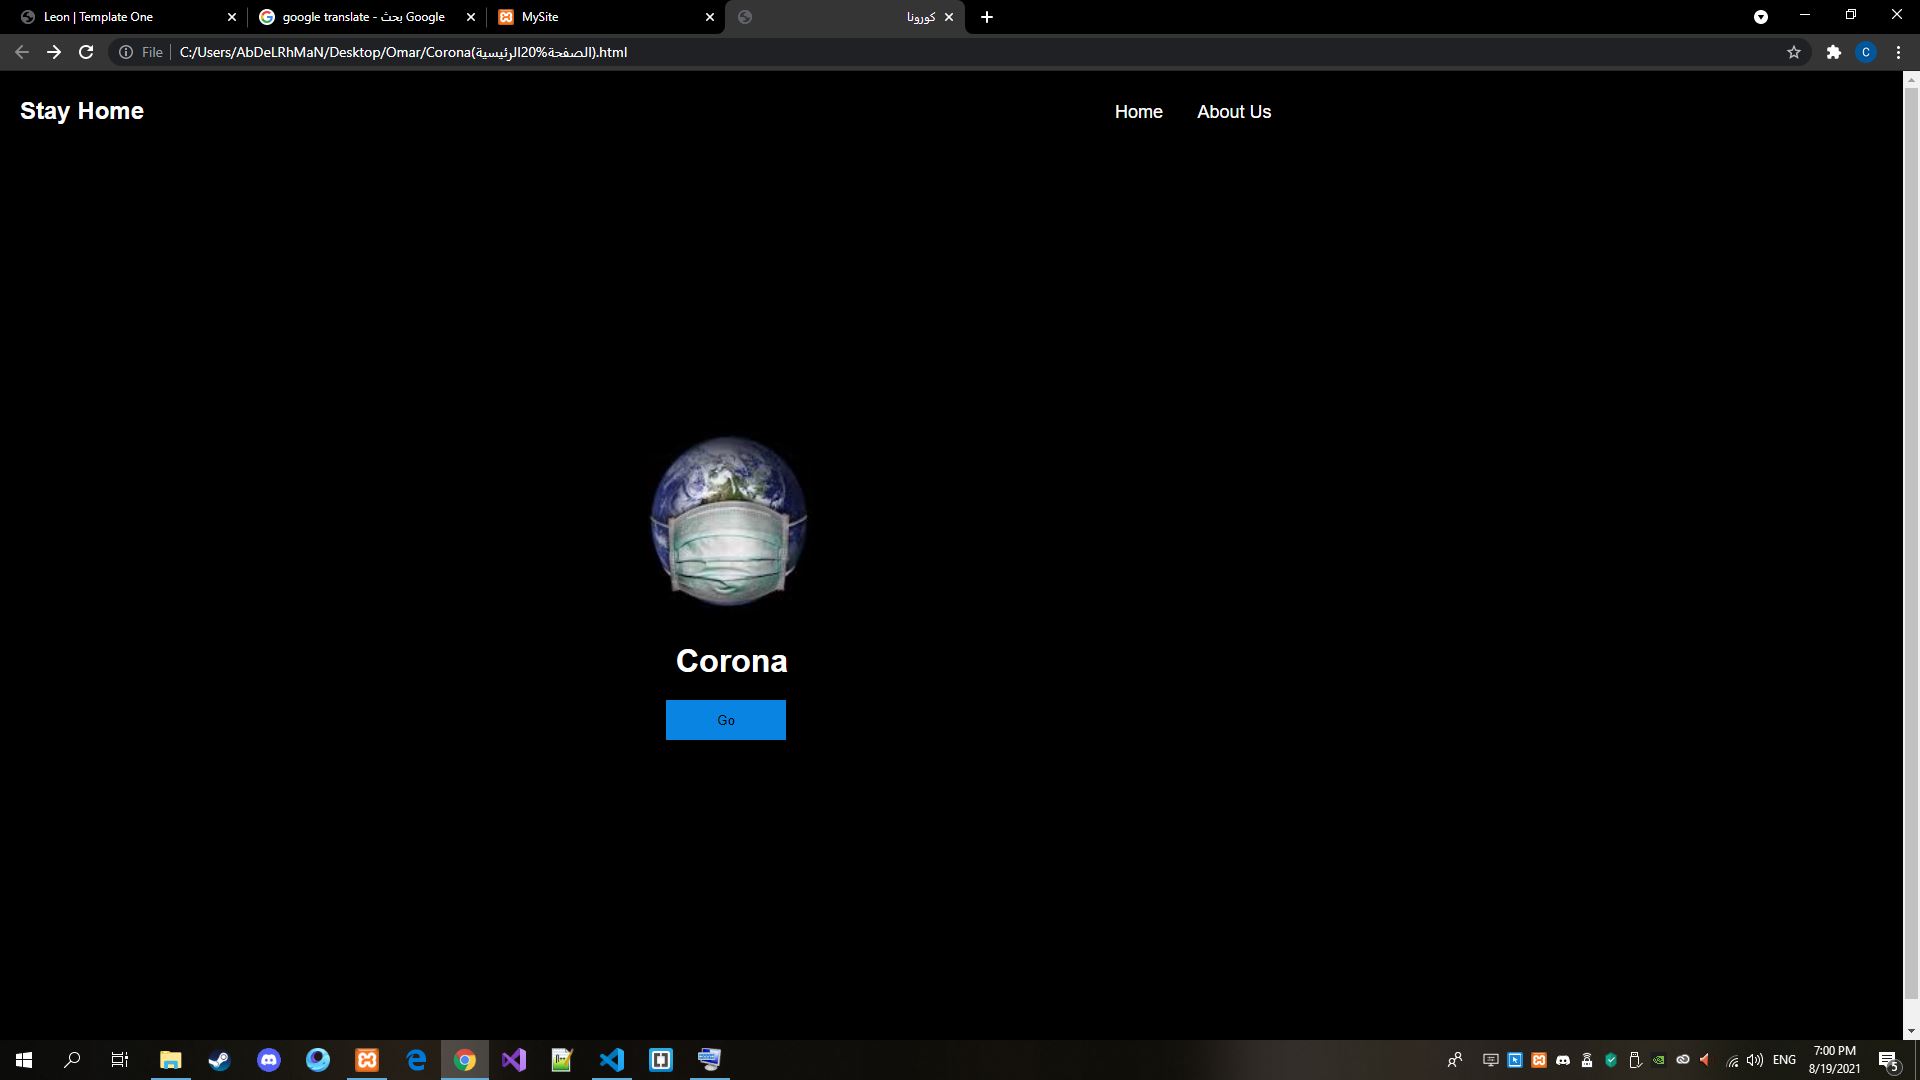 Leon | Template One
google translate - بحث Google
MySite
كورونا
File
C:/Users/AbDeLRhMaN/Desktop/Omar/Corona(الصفحة%20الرئيسية).html
C
Stay Home
Home
About Us
Corona
Go
ENG
7:00 PM
8/19/2021
5